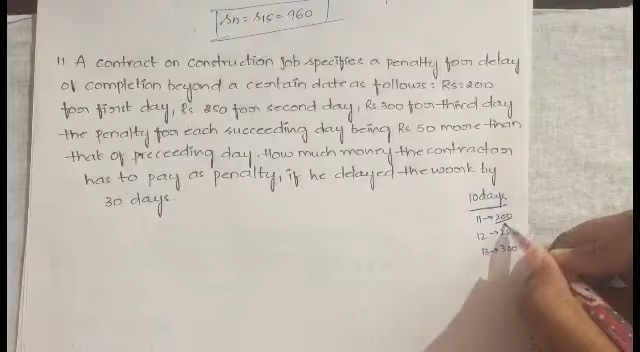 Sn = S15 = 960
11 A contract on construction job specifies a penalty for delay
of completion beyond a certain date as follows: Rs:200
for first day, Rs 250 for second day, Rs 300 for third day
the penalty for each succeeding day being Rs 50 more than
that of preceeding day. How much money the contractor
has to pay as penalty, if he delayed the work by
30 days
10 days
11 → 200
12 →
13 → 300